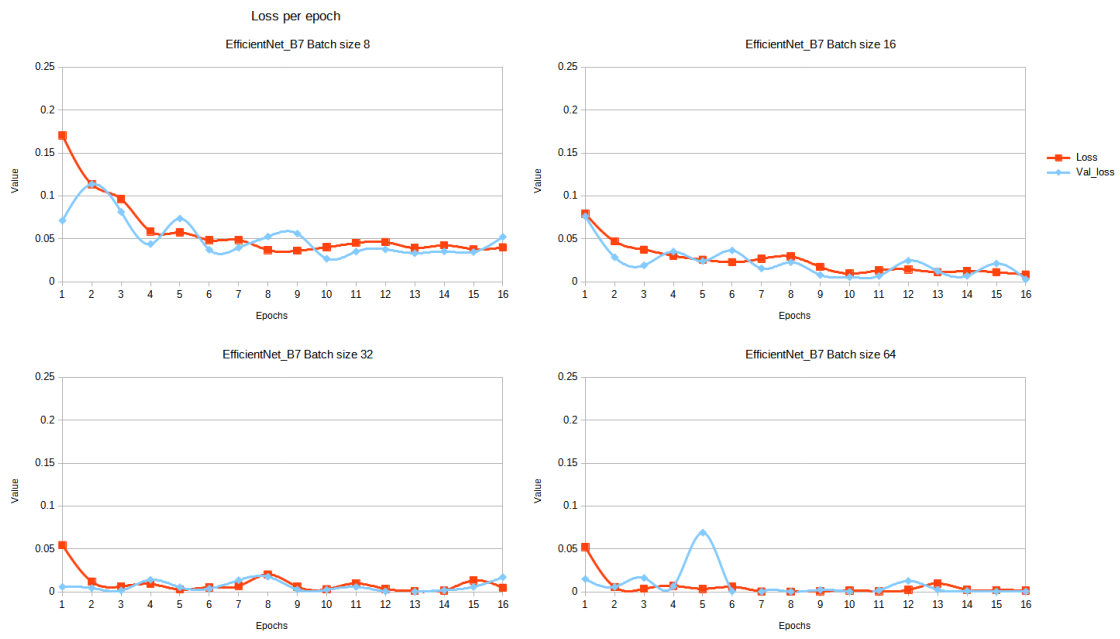 Loss per epoch
EfficientNet_B7 Batch size 8
0.25
0.2
0.15
0.1
0.05
0
Value
1 2 3 4 5 6 7 8 9 10 11 12 13 14 15 16
Epochs
EfficientNet_B7 Batch size 16
0.25
0.2
0.15
0.1
0.05
0
Value
1 2 3 4 5 6 7 8 9 10 11 12 13 14 15 16
Epochs
Loss
Val_loss
EfficientNet_B7 Batch size 32
0.25
0.2
0.15
0.1
0.05
0
Value
1 2 3 4 5 6 7 8 9 10 11 12 13 14 15 16
Epochs
EfficientNet_B7 Batch size 64
0.25
0.2
0.15
0.1
0.05
0
Value
1 2 3 4 5 6 7 8 9 10 11 12 13 14 15 16
Epochs